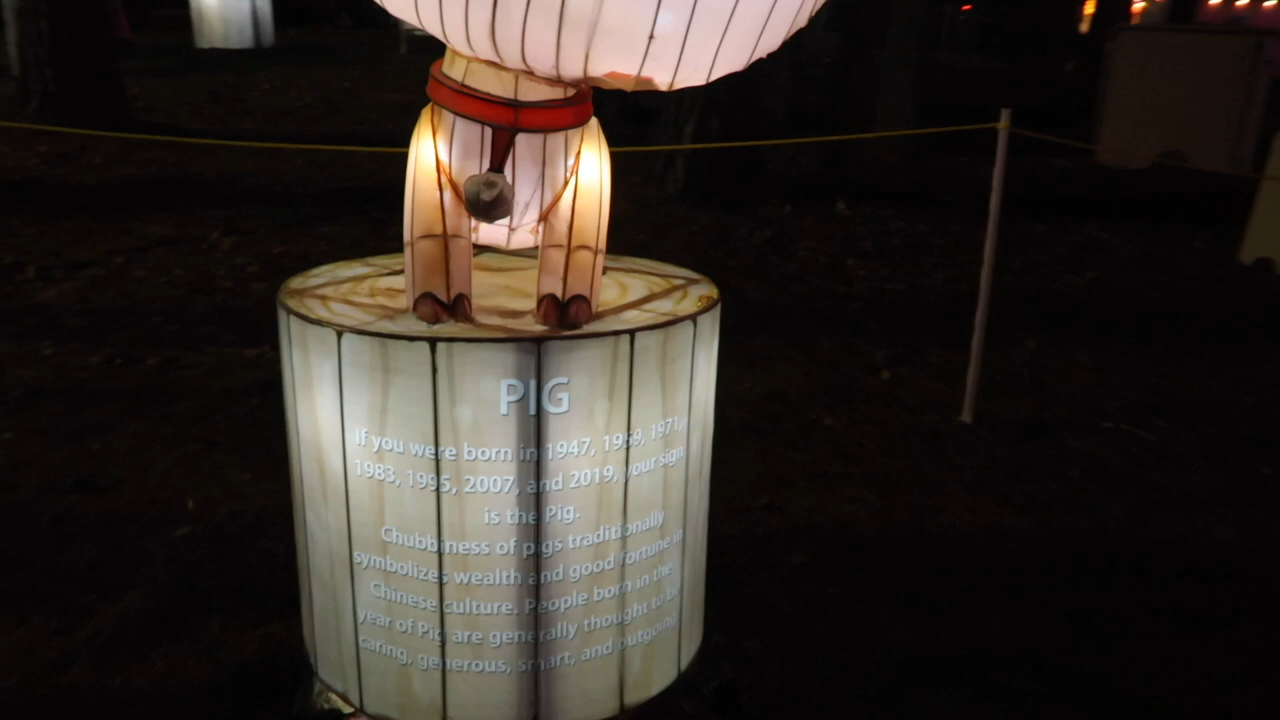 PIG
If you were born in 1947, 1959, 1971,
1983, 1995, 2007, and 2019, your sign
is the Pig.
Chubbiness of pigs traditionally
symbolizes wealth and good fortune in
Chinese culture. People born in the
year of Pig are generally thought to be
caring, generous, smart, and outgoing.